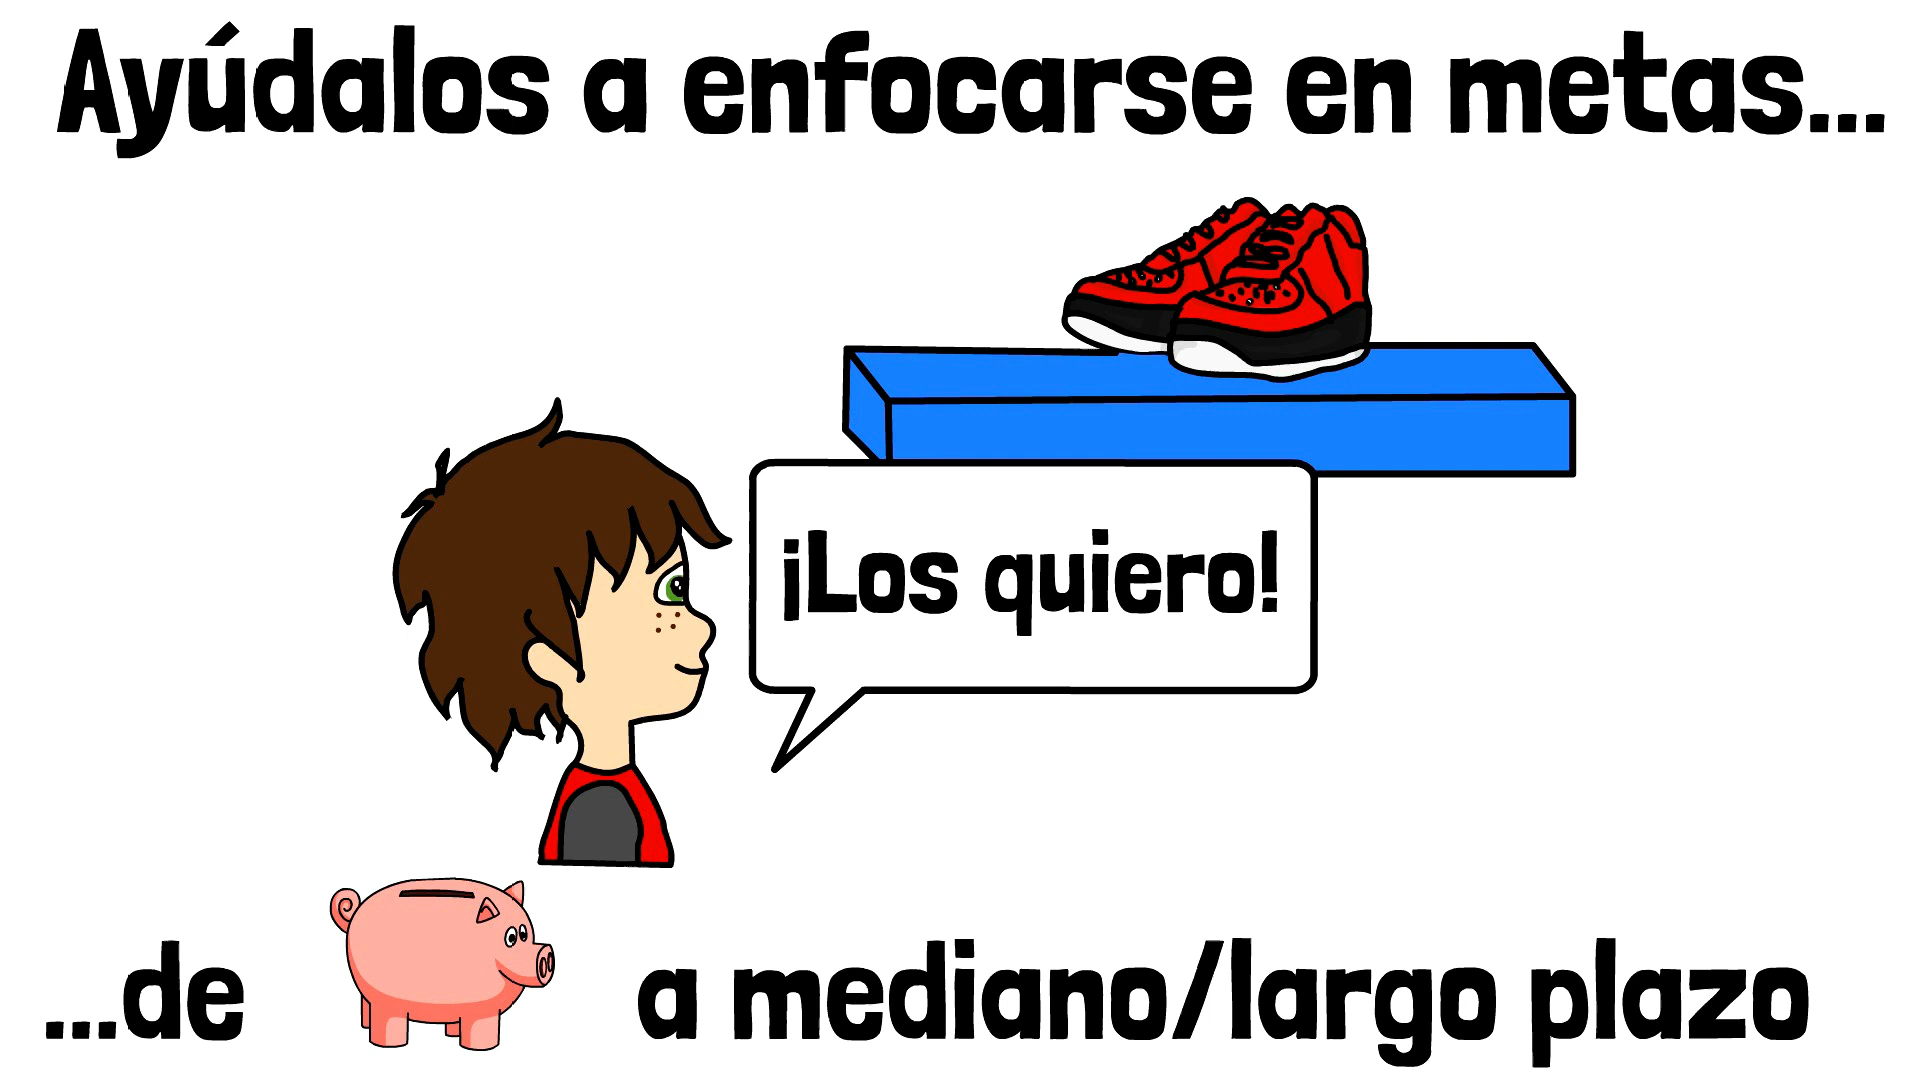 Ayúdalos a enfocarse en metas...
¡Los quiero!
...de a mediano/largo plazo